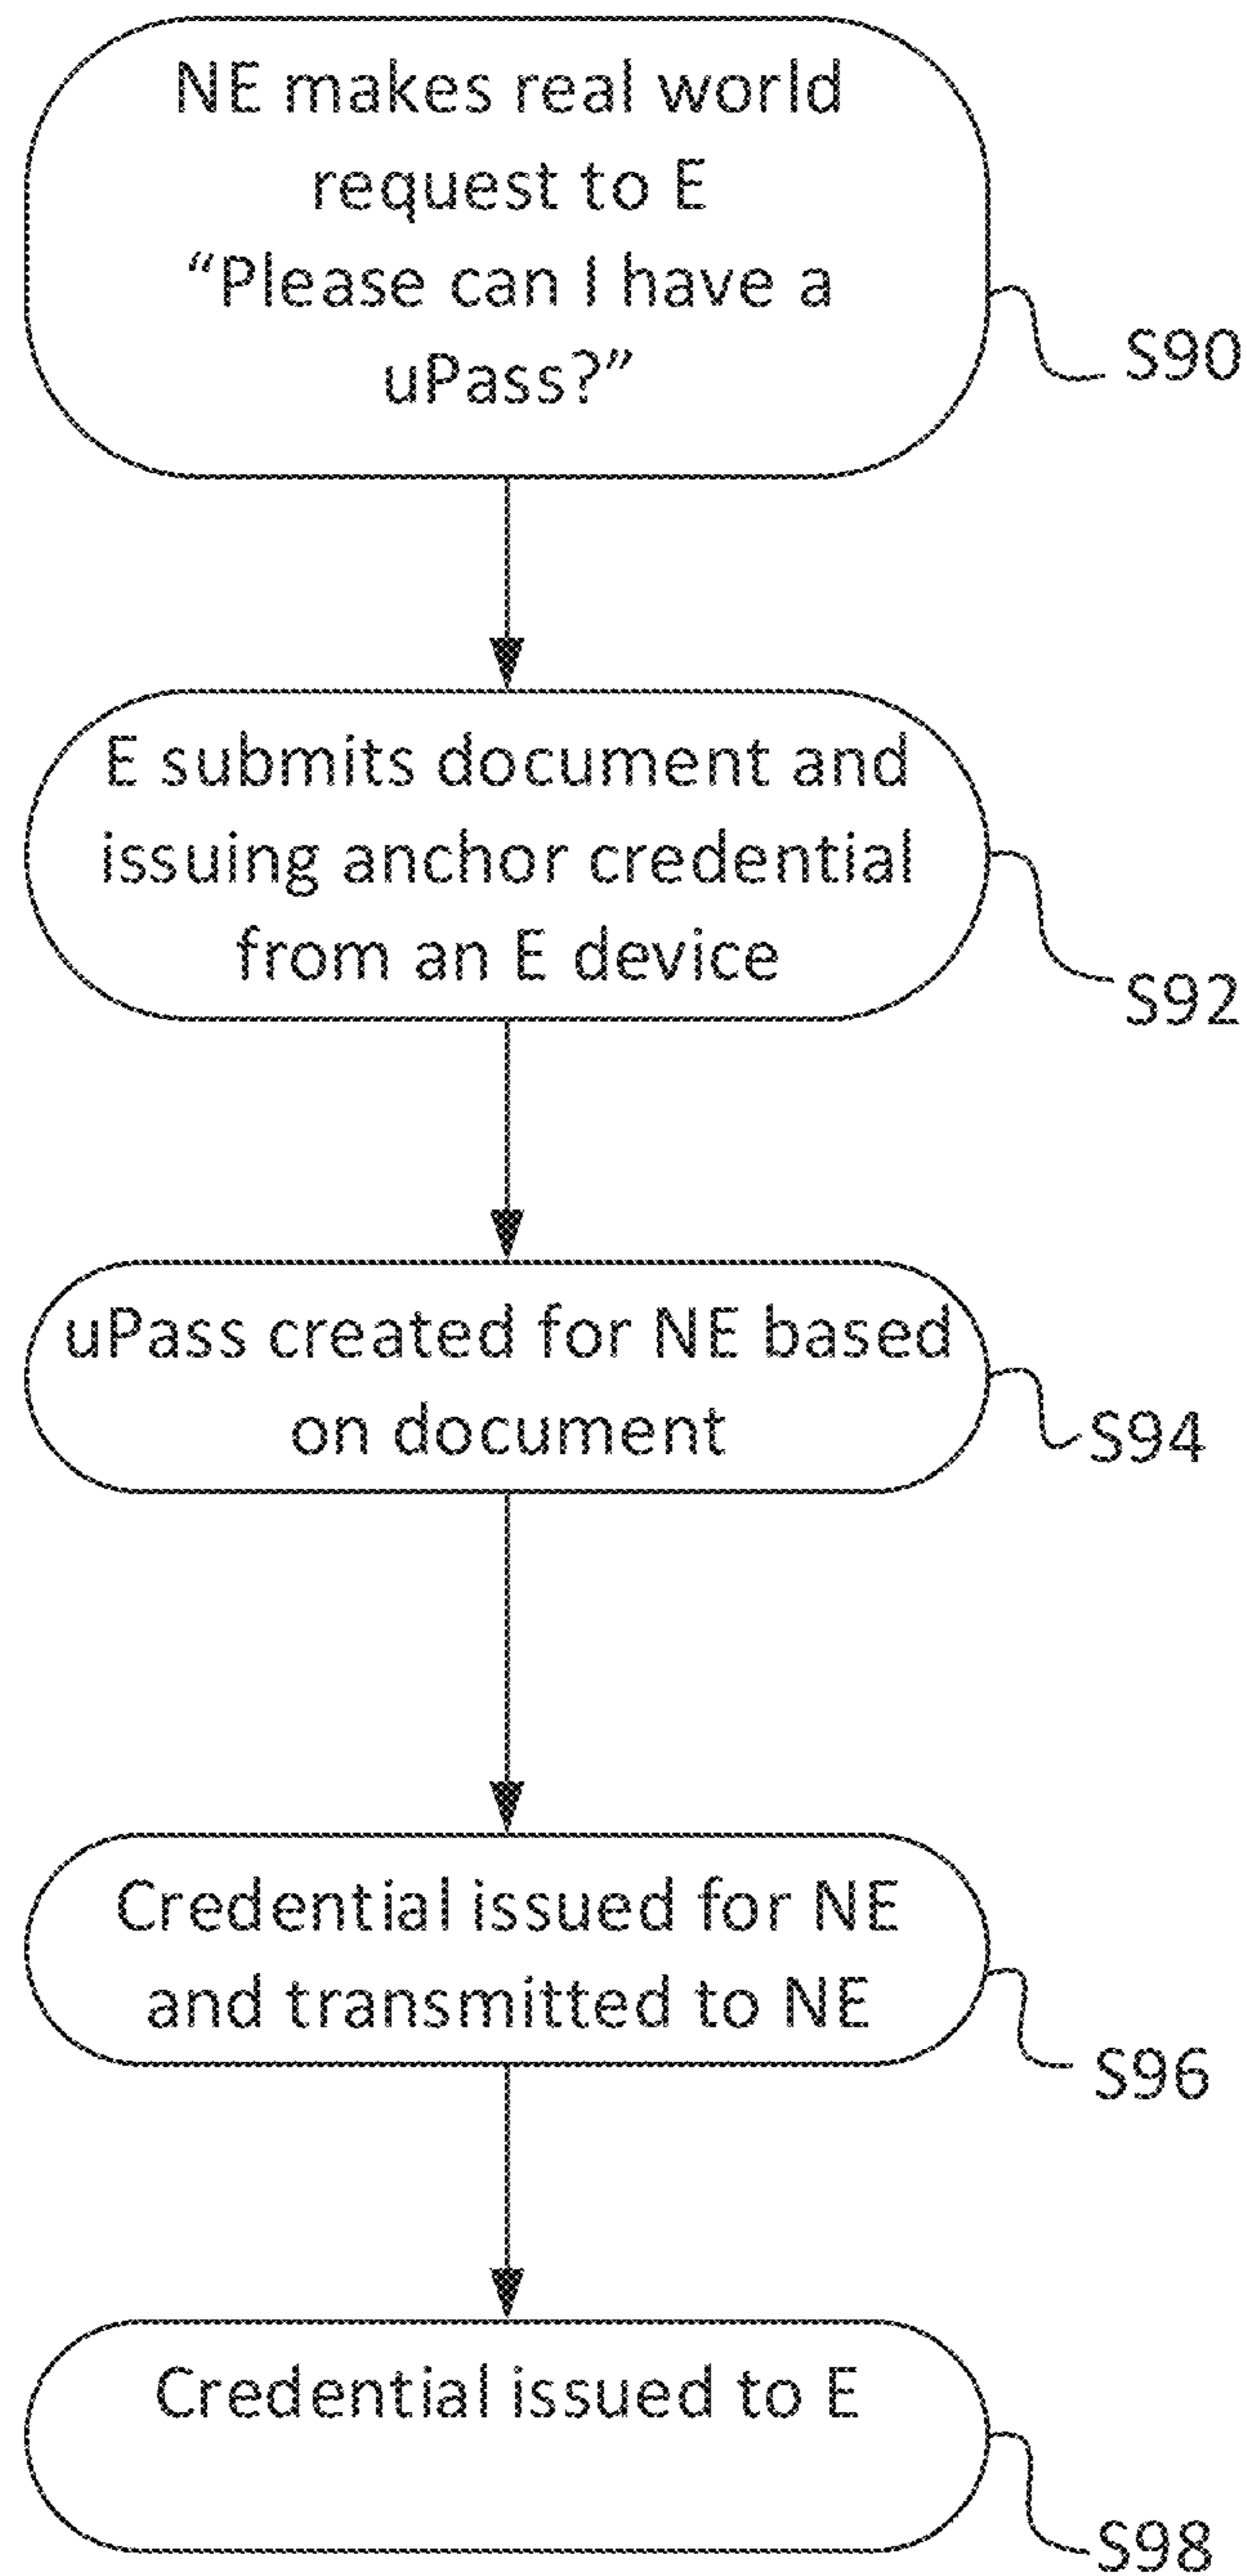 NE makes real world
request to E
“Please can I have a
uPass?”
S90
E submits document and
issuing anchor credential
from an E device
S92
uPass created for NE based
on document
S94
Credential issued for NE
and transmitted to NE
S96
Credential issued to E
S98